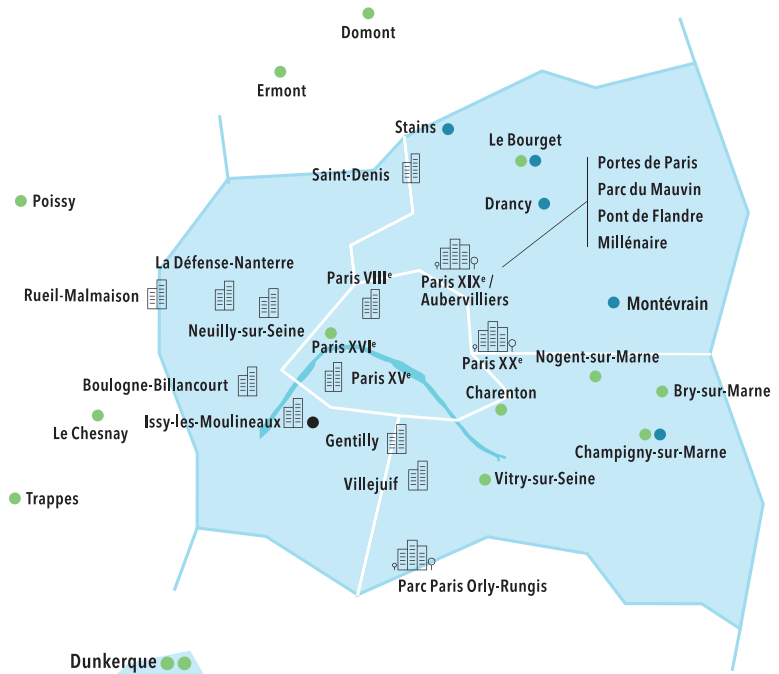 Domont
Ermont
Stains
Le Bourget
Saint-Denis
Portes de Paris
Parc du Mauvin
Pont de Flandre
Millénaire
Poissy
Drancy
La Défense-Nanterre
Paris VIIIᵉ
Paris XIXᵉ /
Aubervilliers
Rueil-Malmaison
Montévrain
Neuilly-sur-Seine
Paris XVIᵉ
Paris XXᵉ
Nogent-sur-Marne
Boulogne-Billancourt
Paris XVᵉ
Charenton
Bry-sur-Marne
Le Chesnay
Issy-les-Moulineaux
Gentilly
Champigny-sur-Marne
Villejuif
Vitry-sur-Seine
Trappes
Parc Paris Orly-Rungis
Dunkerque